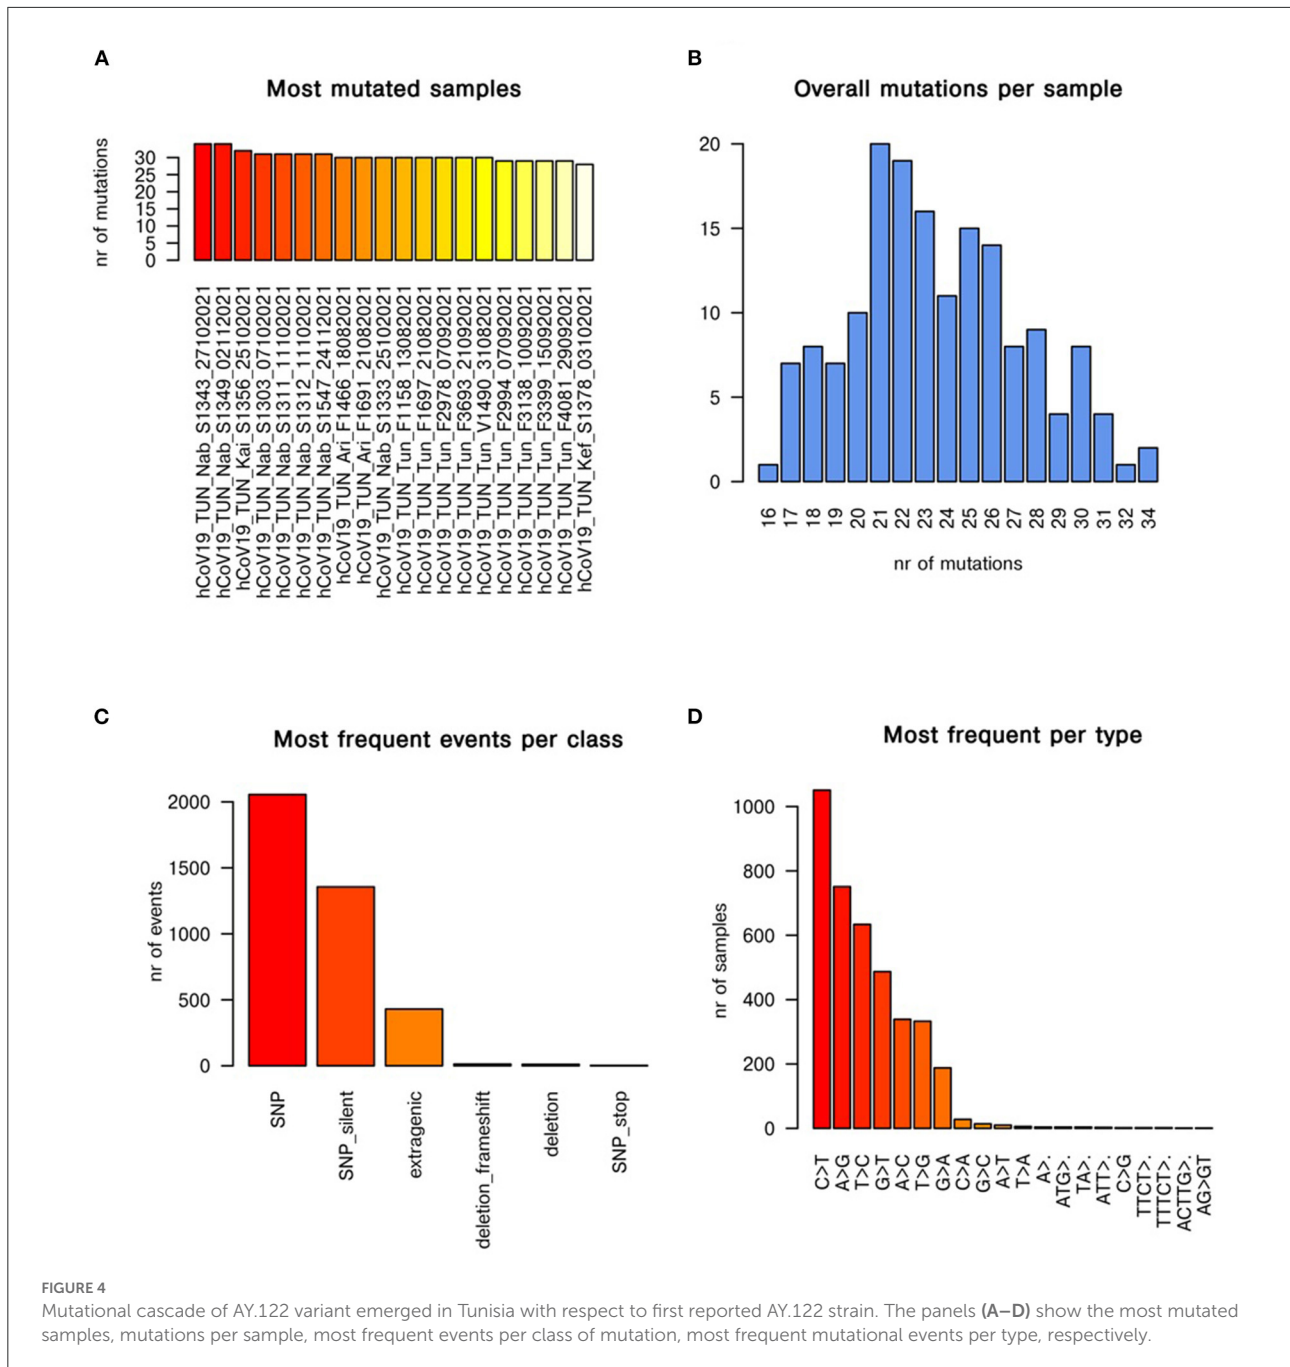 A
Most mutated samples
nr of mutations
30
25
20
15
10
5
0
hCoV19_TUN_Nab_S1343_27102021
hCoV19_TUN_Nab_S1349_02112021
hCoV19_TUN_Kai_S1356_25102021
hCoV19_TUN_Nab_S1303_07102021
hCoV19_TUN_Nab_S1311_11102021
hCoV19_TUN_Nab_S1312_11102021
hCoV19_TUN_Nab_S1547_24112021
hCoV19_TUN_Ari_F1466_18082021
hCoV19_TUN_Ari_F1691_21082021
hCoV19_TUN_Nab_S1333_25102021
hCoV19_TUN_Tun_F1158_13082021
hCoV19_TUN_Tun_F1697_21082021
hCoV19_TUN_Tun_F2978_07092021
hCoV19_TUN_Tun_F3693_21092021
hCoV19_TUN_Tun_V1490_31082021
hCoV19_TUN_Tun_F2994_07092021
hCoV19_TUN_Tun_F3138_10092021
hCoV19_TUN_Tun_F3399_15092021
hCoV19_TUN_Tun_F4081_29092021
hCoV19_TUN_Kef_S1378_03102021
B
Overall mutations per sample
20
15
10
5
0
16 17 18 19 20 21 22 23 24 25 26 27 28 29 30 31 32 34
nr of mutations
C
Most frequent events per class
nr of events
2000
1500
1000
500
0
SNP
SNP_silent
extragenic
deletion_frameshift
deletion
SNP_stop
D
Most frequent per type
nr of samples
1000
800
600
400
200
0
C>T
A>G
T>C
G>T
A>C
T>G
G>A
C>A
G>C
A>T
T>A
A>.
ATG>.
TA>.
ATT>.
C>G
TTCT>.
TTTCT>.
ACTTG>.
AG>GT
FIGURE 4
Mutational cascade of AY.122 variant emerged in Tunisia with respect to first reported AY.122 strain. The panels (A–D) show the most mutated
samples, mutations per sample, most frequent events per class of mutation, most frequent mutational events per type, respectively.